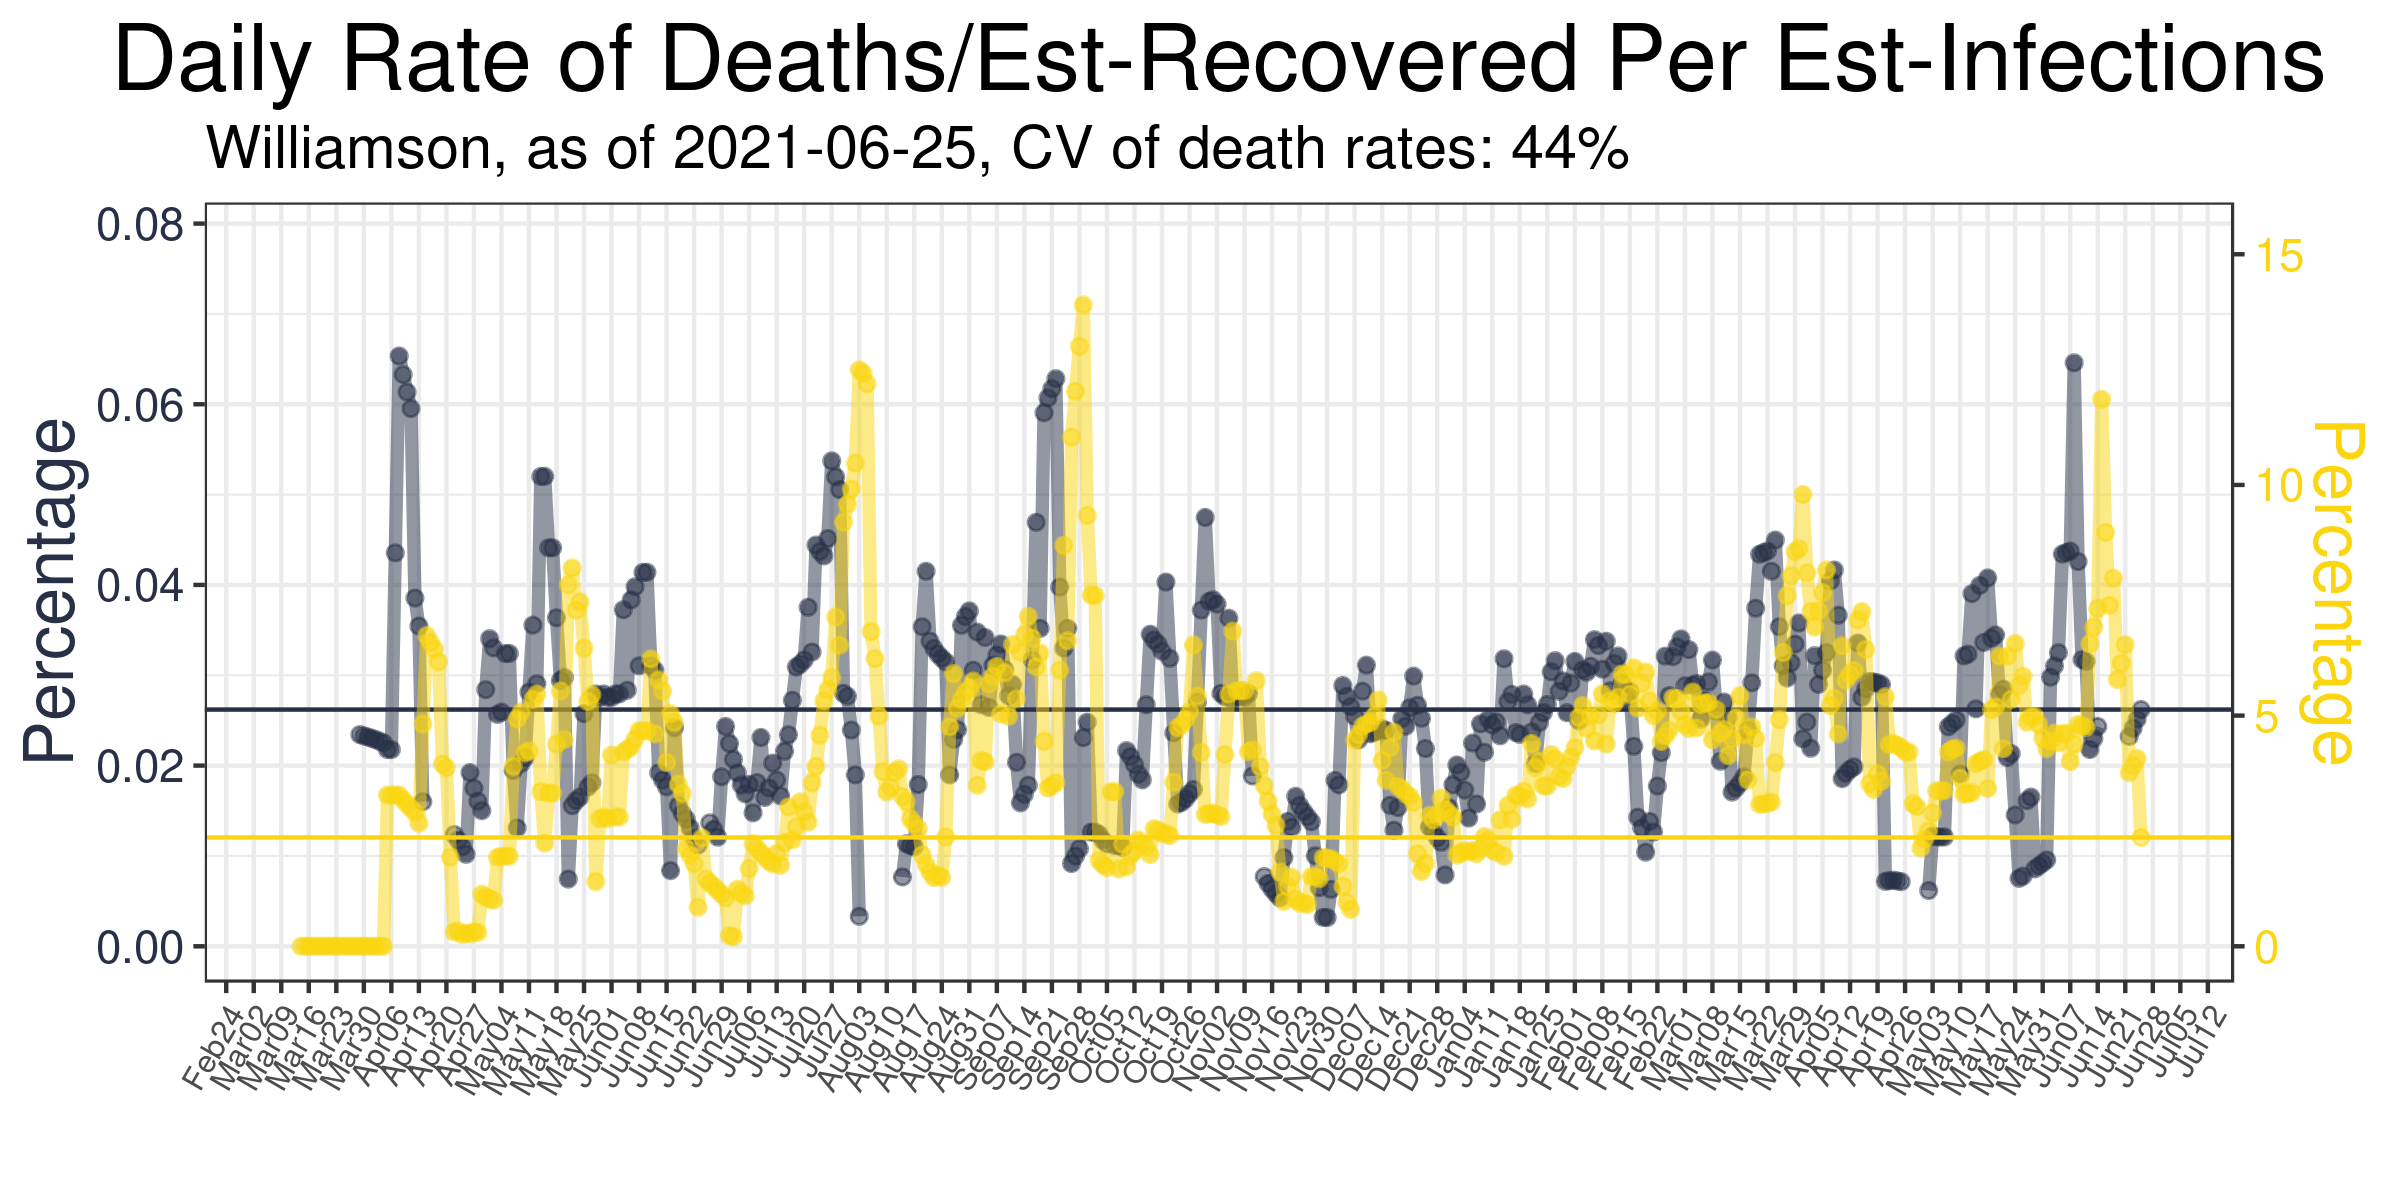 Daily Rate of Deaths/Est-Recovered Per Est-Infections
Williamson, as of 2021-06-25, CV of death rates: 44%
Percentage
0.08
0.06
0.04
0.02
0.00
15
10
5
0
Percentage
Feb24
Mar02
Mar09
Mar16
Mar23
Mar30
Apr06
Apr13
Apr20
Apr27
May04
May11
May18
May25
Jun01
Jun08
Jun15
Jun22
Jun29
Jul06
Jul13
Jul20
Jul27
Aug03
Aug10
Aug17
Aug24
Aug31
Sep07
Sep14
Sep21
Sep28
Oct05
Oct12
Oct19
Oct26
Nov02
Nov09
Nov16
Nov23
Nov30
Dec07
Dec14
Dec21
Dec28
Jan04
Jan11
Jan18
Jan25
Feb01
Feb08
Feb15
Feb22
Mar01
Mar08
Mar15
Mar22
Mar29
Apr05
Apr12
Apr19
Apr26
May03
May10
May17
May24
May31
Jun07
Jun14
Jun21
Jun28
Jul05
Jul12